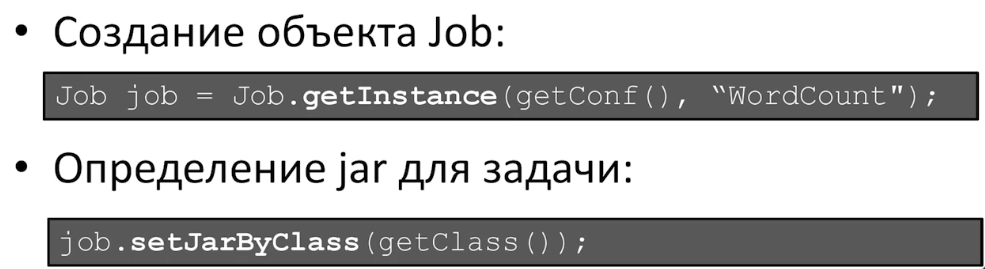 • Создание объекта Job:
Job job = Job.getInstance(getConf(), “WordCount");
• Определение jar для задачи:
job.setJarByClass(getClass());